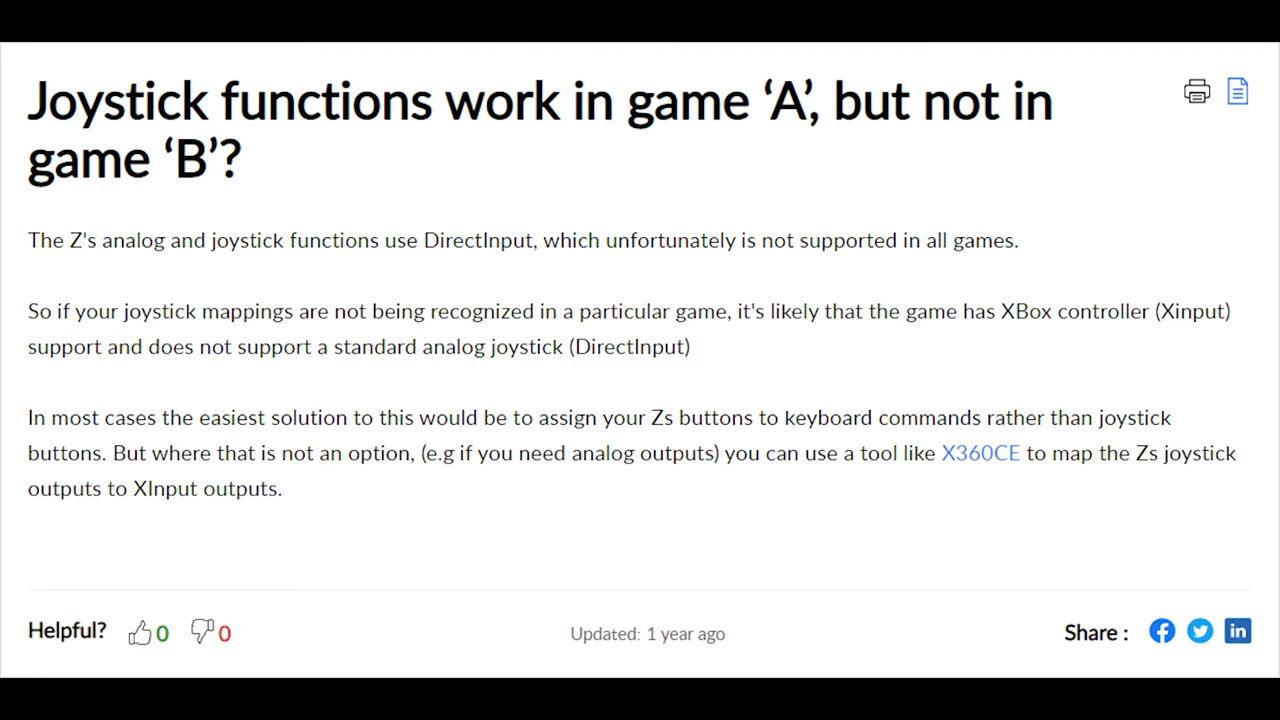 Joystick functions work in game ‘A’, but not in
game ‘B’?
The Z's analog and joystick functions use DirectInput, which unfortunately is not supported in all games.
So if your joystick mappings are not being recognized in a particular game, it's likely that the game has XBox controller (Xinput)
support and does not support a standard analog joystick (DirectInput)
In most cases the easiest solution to this would be to assign your Zs buttons to keyboard commands rather than joystick
buttons. But where that is not an option, (e.g if you need analog outputs) you can use a tool like X360CE to map the Zs joystick
outputs to XInput outputs.
Helpful? 0 0 Updated: 1 year ago Share : f in